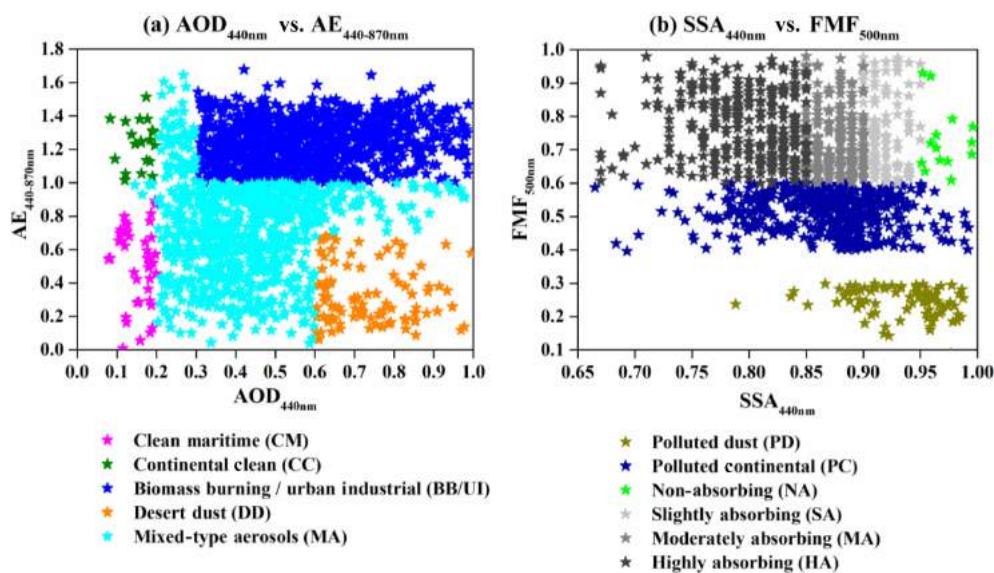 (a) AOD440nm vs. AE440-870nm
AE440-870nm
1.8
1.6
1.4
1.2
1.0
0.8
0.6
0.4
0.2
0.0
0.0 0.1 0.2 0.3 0.4 0.5 0.6 0.7 0.8 0.9 1.0
AOD440nm
Clean maritime (CM)
Continental clean (CC)
Biomass burning / urban industrial (BB/UI)
Desert dust (DD)
Mixed-type aerosols (MA)
(b) SSA440nm vs. FMF500nm
FMF500nm
1.0
0.9
0.8
0.7
0.6
0.5
0.4
0.3
0.2
0.1
0.65 0.70 0.75 0.80 0.85 0.90 0.95 1.00
SSA440nm
Polluted dust (PD)
Polluted continental (PC)
Non-absorbing (NA)
Slightly absorbing (SA)
Moderately absorbing (MA)
Highly absorbing (HA)